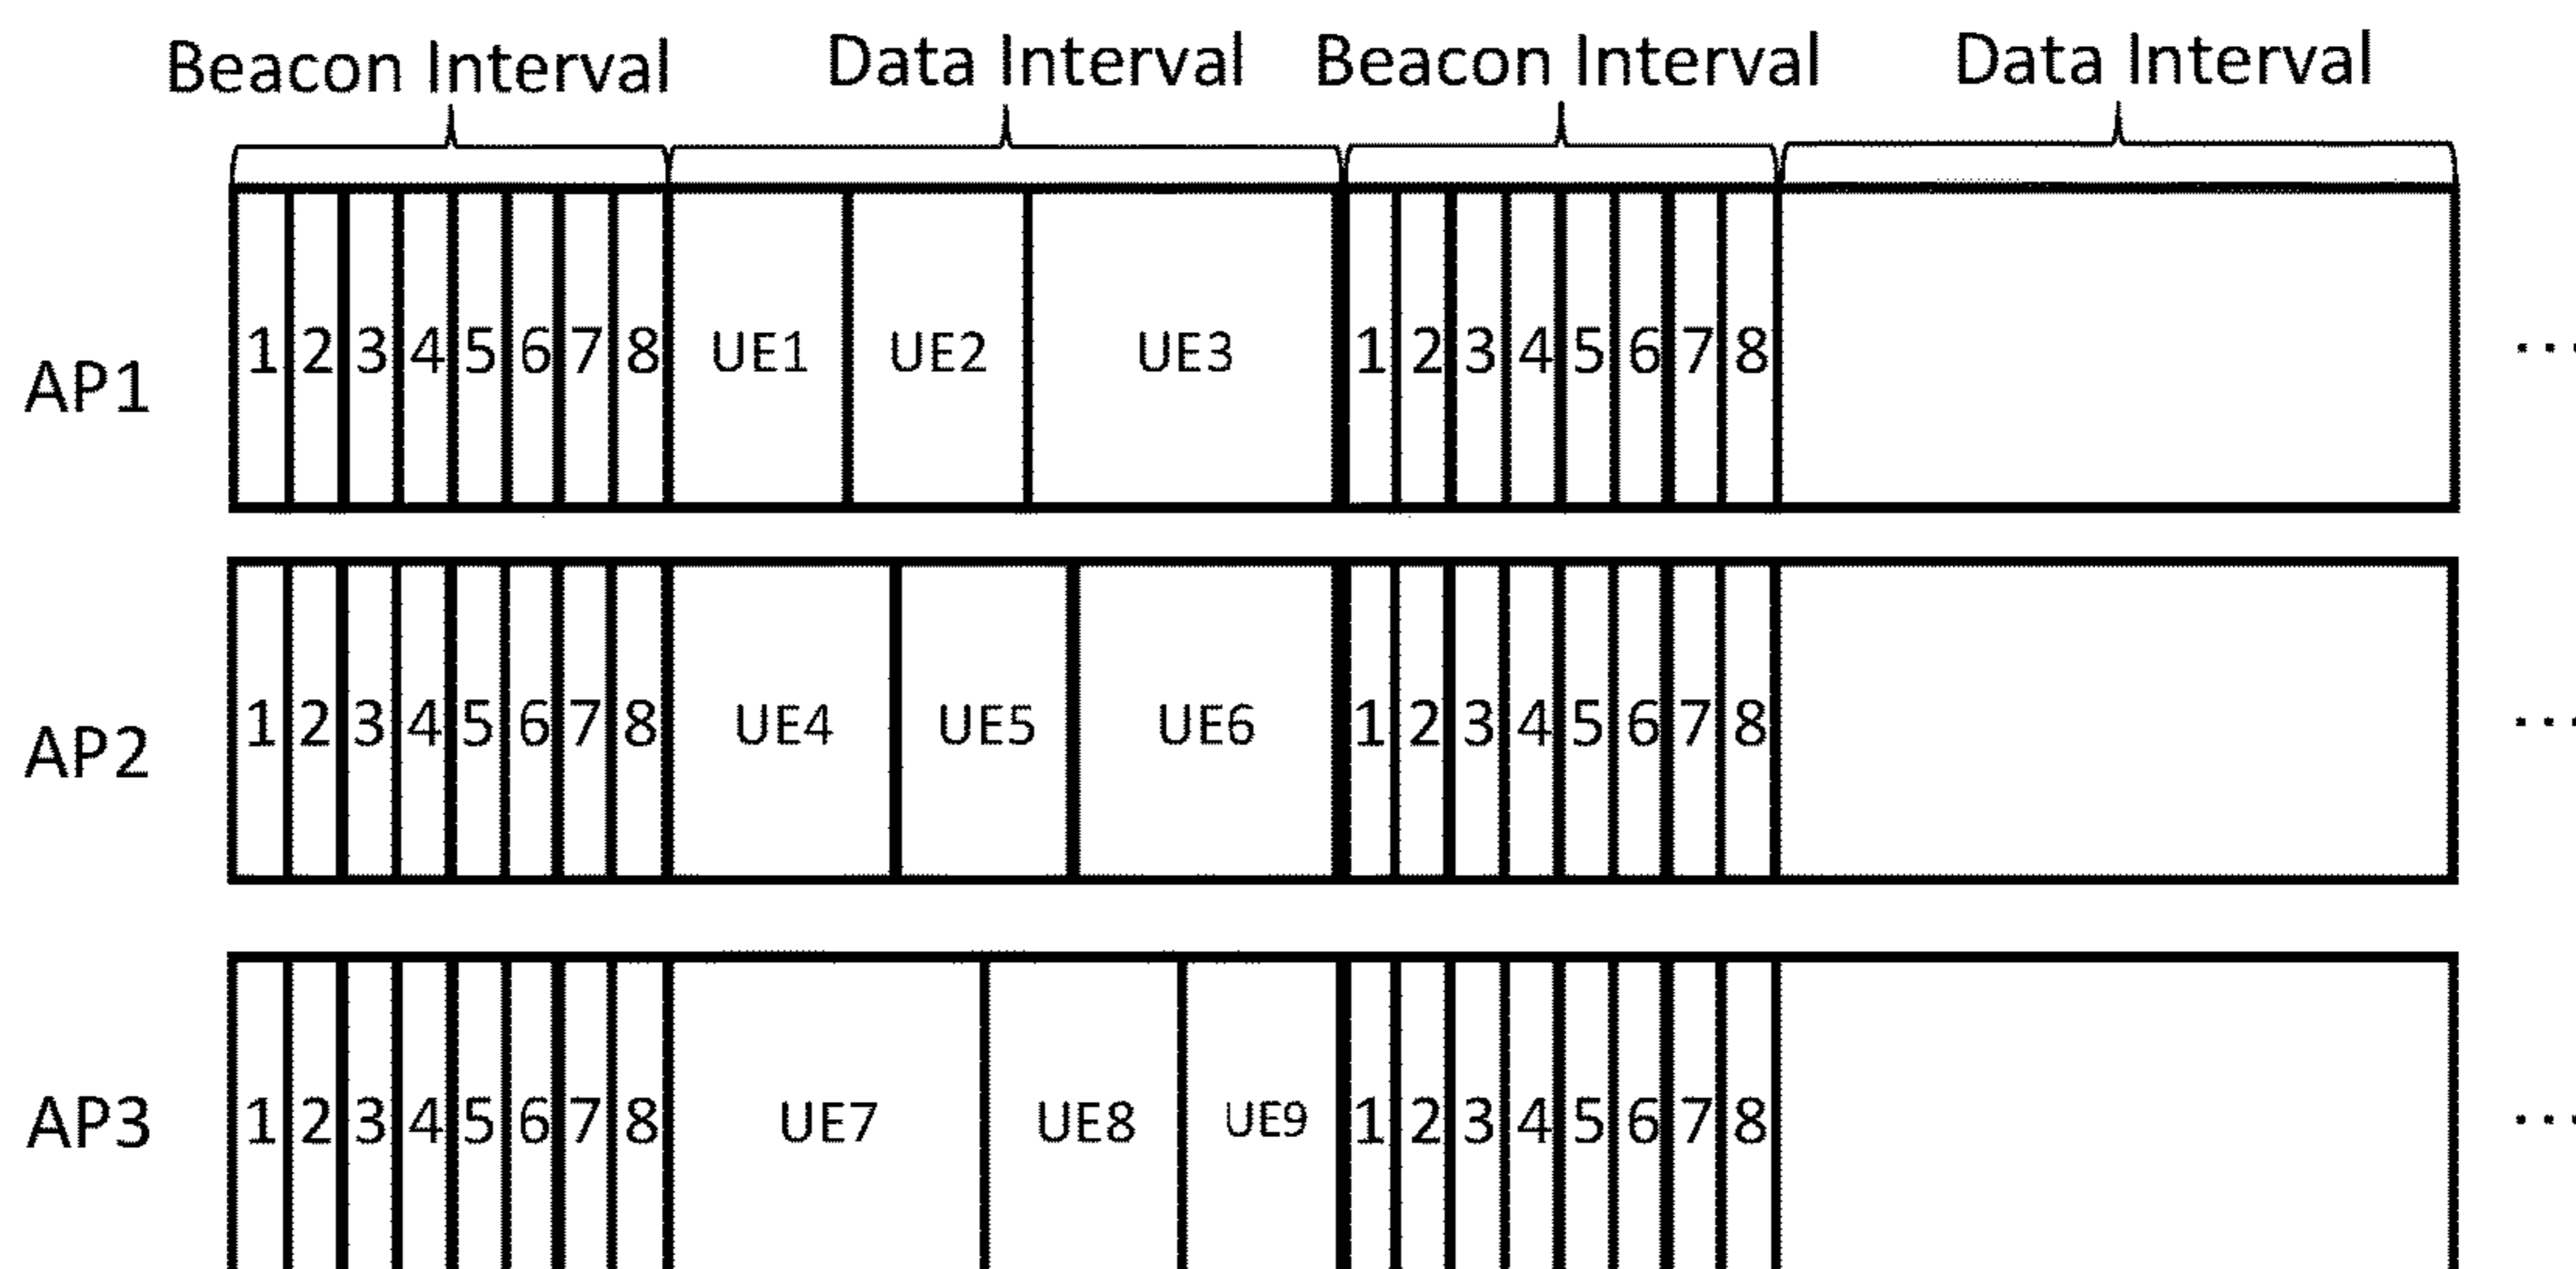 Beacon Interval Data Interval Beacon Interval Data Interval
AP1 1 2 3 4 5 6 7 8 UE1 UE2 UE3 1 2 3 4 5 6 7 8 ...
AP2 1 2 3 4 5 6 7 8 UE4 UE5 UE6 1 2 3 4 5 6 7 8 ...
AP3 1 2 3 4 5 6 7 8 UE7 UE8 UE9 1 2 3 4 5 6 7 8 ...